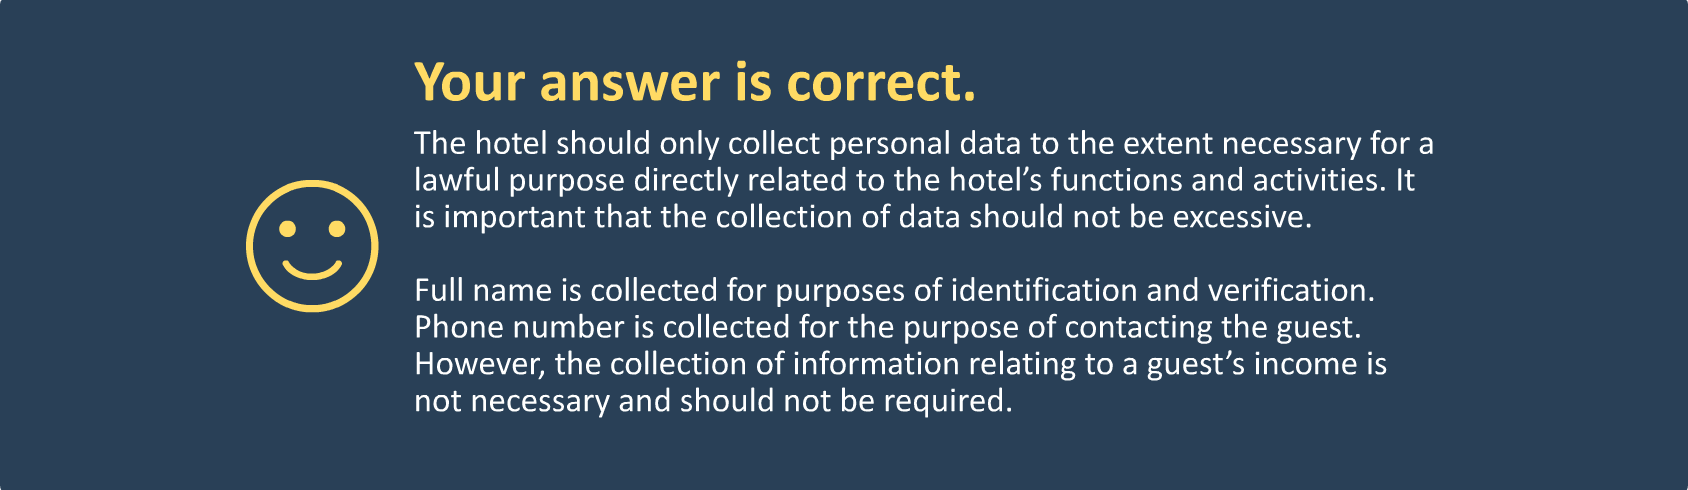 Your answer is correct.
The hotel should only collect personal data to the extent necessary for a
lawful purpose directly related to the hotel’s functions and activities. It
is important that the collection of data should not be excessive.
Full name is collected for purposes of identification and verification.
Phone number is collected for the purpose of contacting the guest.
However, the collection of information relating to a guest’s income is
not necessary and should not be required.